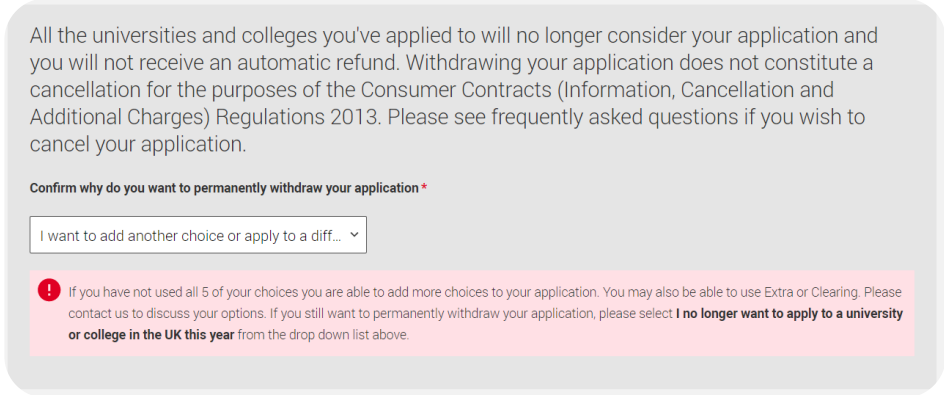 All the universities and colleges you've applied to will no longer consider your application and
you will not receive an automatic refund. Withdrawing your application does not constitute a
cancellation for the purposes of the Consumer Contracts (Information, Cancellation and
Additional Charges) Regulations 2013. Please see frequently asked questions if you wish to
cancel your application.
Confirm why do you want to permanently withdraw your application *
I want to add another choice or apply to a diff...
If you have not used all 5 of your choices you are able to add more choices to your application. You may also be able to use Extra or Clearing. Please
contact us to discuss your options. If you still want to permanently withdraw your application, please select I no longer want to apply to a university
or college in the UK this year from the drop down list above.